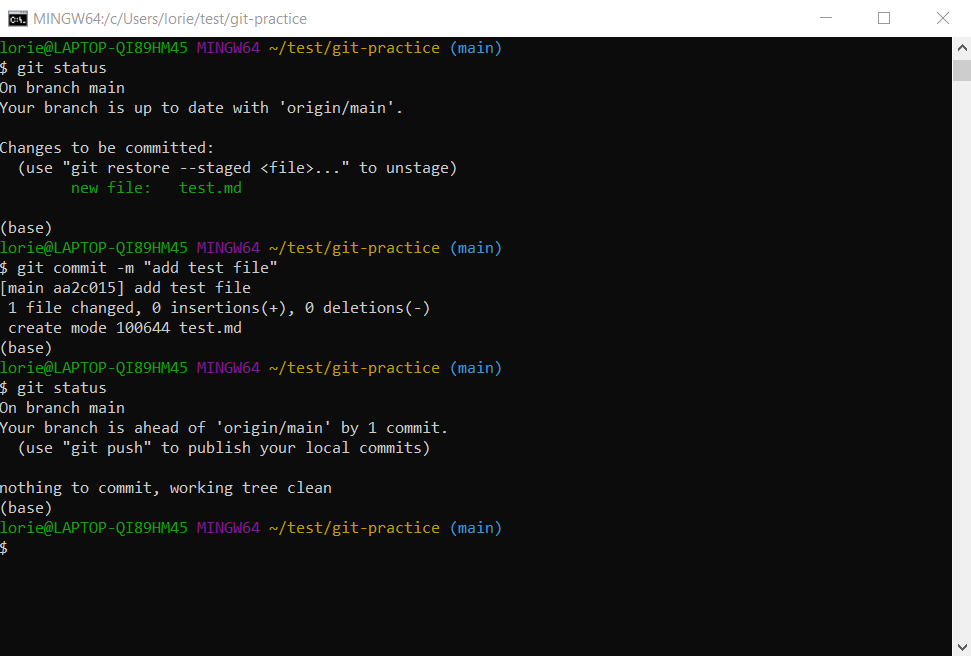 MINGW64:/c/Users/lorie/test/git-practice
lorie@LAPTOP-QI89HM45 MINGW64 ~/test/git-practice (main)
$ git status
On branch main
Your branch is up to date with 'origin/main'.
Changes to be committed:
  (use "git restore --staged <file>..." to unstage)
        new file:   test.md
(base)
lorie@LAPTOP-QI89HM45 MINGW64 ~/test/git-practice (main)
$ git commit -m "add test file"
[main aa2c015] add test file
 1 file changed, 0 insertions(+), 0 deletions(-)
 create mode 100644 test.md
(base)
lorie@LAPTOP-QI89HM45 MINGW64 ~/test/git-practice (main)
$ git status
On branch main
Your branch is ahead of 'origin/main' by 1 commit.
  (use "git push" to publish your local commits)
nothing to commit, working tree clean
(base)
lorie@LAPTOP-QI89HM45 MINGW64 ~/test/git-practice (main)
$